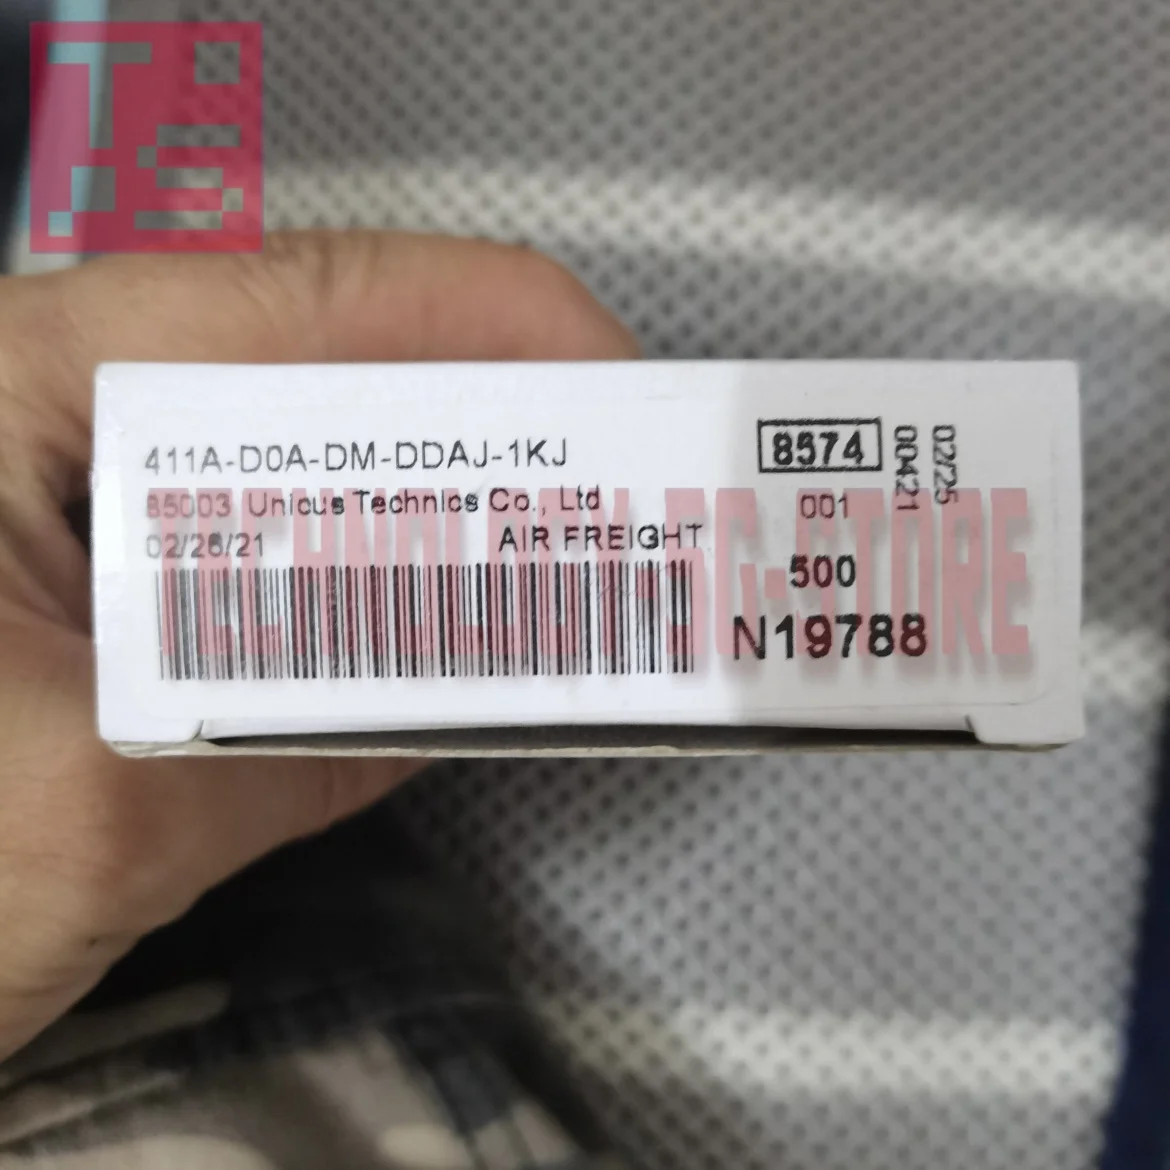 411A-D0A-DM-DDAJ-1KJ
85003 Unicus Technics Co., Ltd
02/26/21 AIR FREIGHT
8574
001
500
N19788
02/25
00421
TECHNOLOGY-5G-STORE